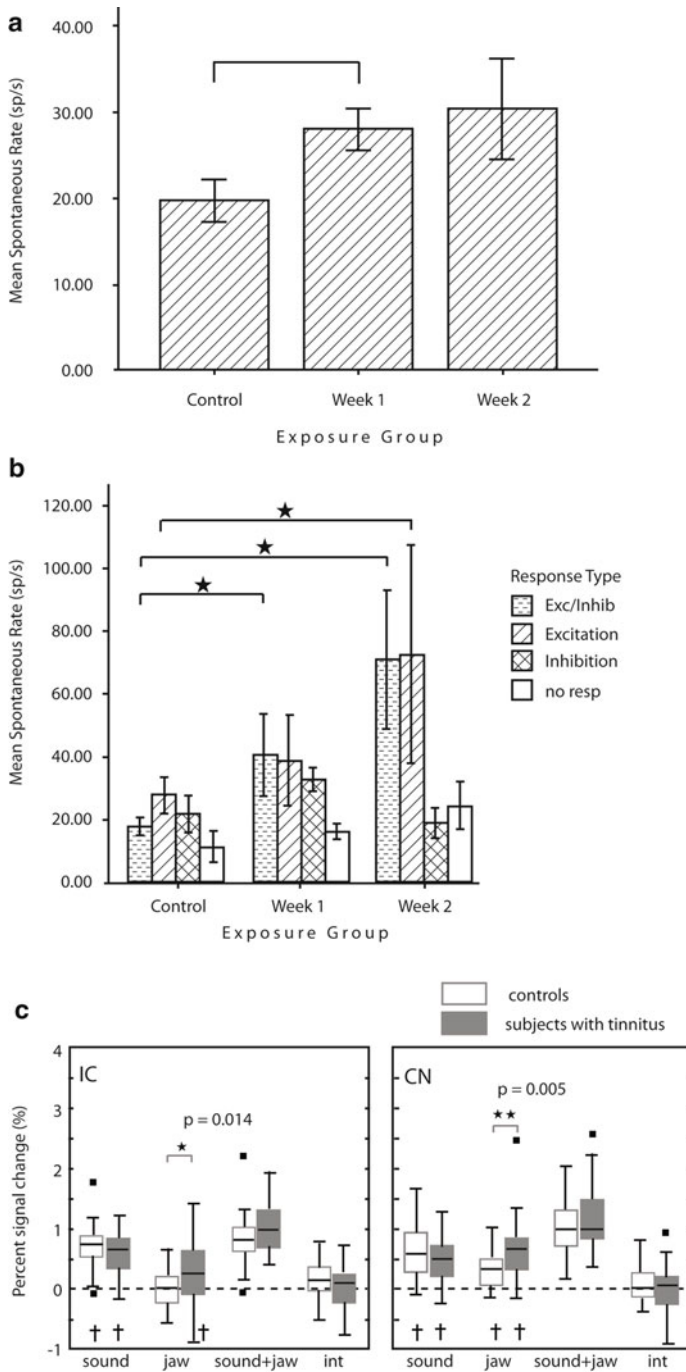 a
40.00
30.00
20.00
10.00
0.00
Mean Spontaneous Rate (sp/s)
Control Week 1 Week 2
Exposure Group
b
120.00
100.00
80.00
60.00
40.00
20.00
0.00
Mean Spontaneous Rate (sp/s)
★
★
★
Response Type
Exc/Inhib
Excitation
Inhibition
no resp
Control Week 1 Week 2
Exposure Group
controls
subjects with tinnitus
c
4
3
2
1
0
-1
Percent signal change (%)
IC
p = 0.014
★
† † †
sound jaw sound+jaw int
CN
p = 0.005
★★
† † † †
sound jaw sound+jaw int